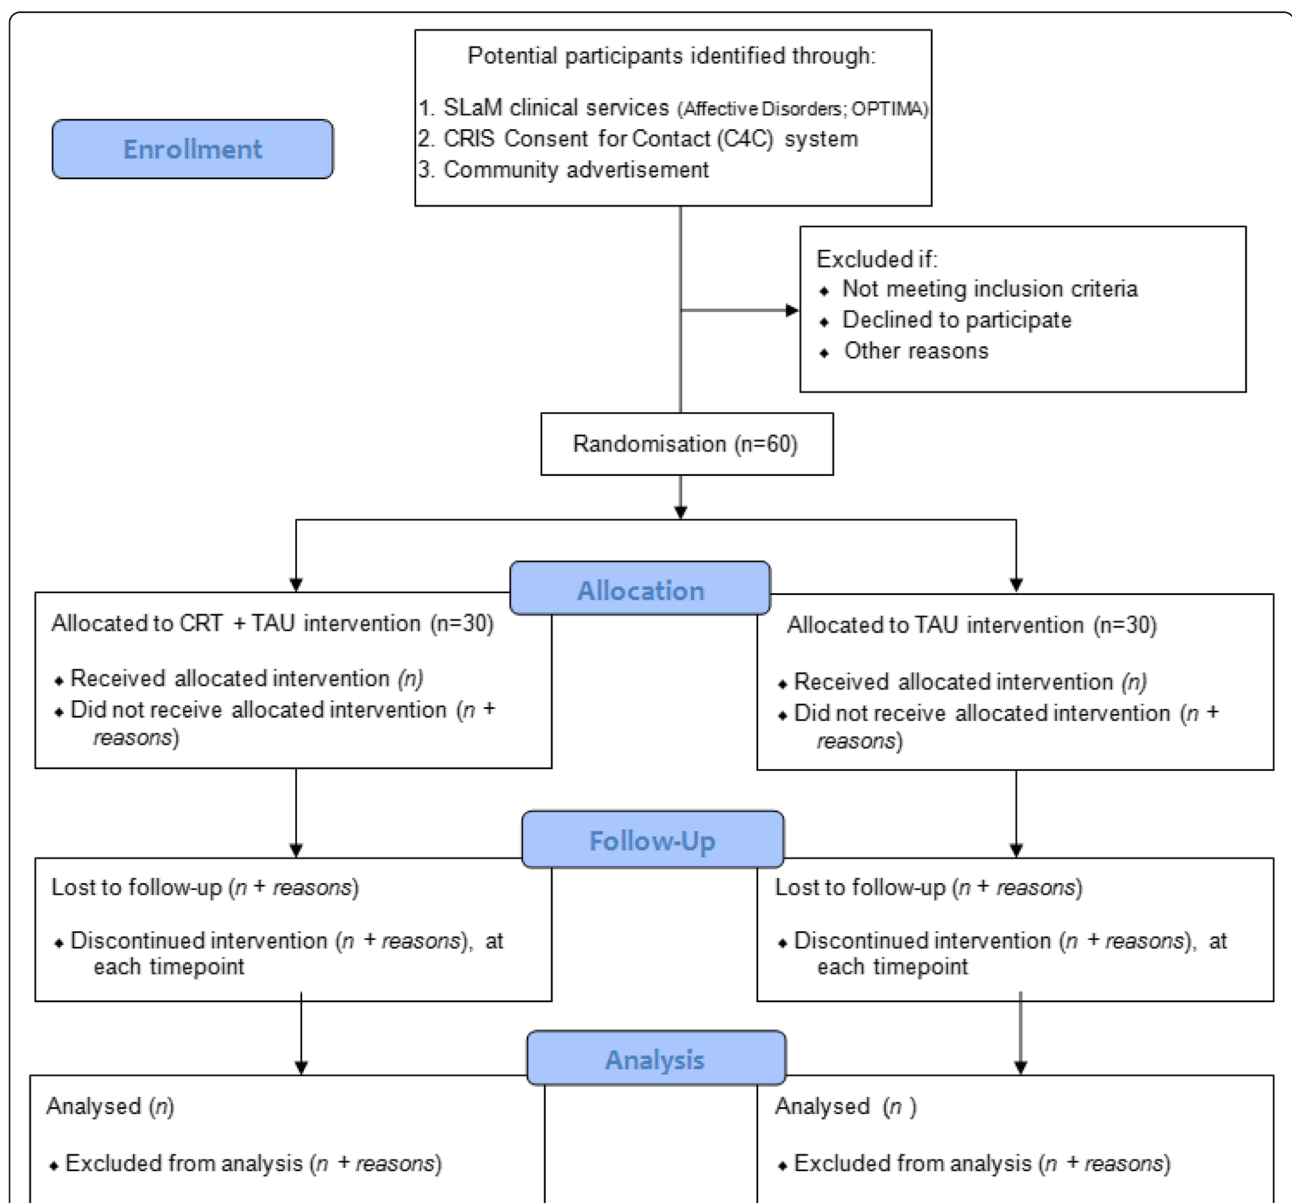 Potential participants identified through:
1. SLaM clinical services (Affective Disorders; OPTIMA)
2. CRIS Consent for Contact (C4C) system
3. Community advertisement
Enrollment
Excluded if:
⬥ Not meeting inclusion criteria
⬥ Declined to participate
⬥ Other reasons
Randomisation (n=60)
Allocation
Allocated to CRT + TAU intervention (n=30)
⬥ Received allocated intervention (n)
⬥ Did not receive allocated intervention (n +
reasons)
Allocated to TAU intervention (n=30)
⬥ Received allocated intervention (n)
⬥ Did not receive allocated intervention (n +
reasons)
Follow-Up
Lost to follow-up (n + reasons)
⬥ Discontinued intervention (n + reasons), at
each timepoint
Lost to follow-up (n + reasons)
⬥ Discontinued intervention (n + reasons), at
each timepoint
Analysis
Analysed (n)
⬥ Excluded from analysis (n + reasons)
Analysed (n )
⬥ Excluded from analysis (n + reasons)